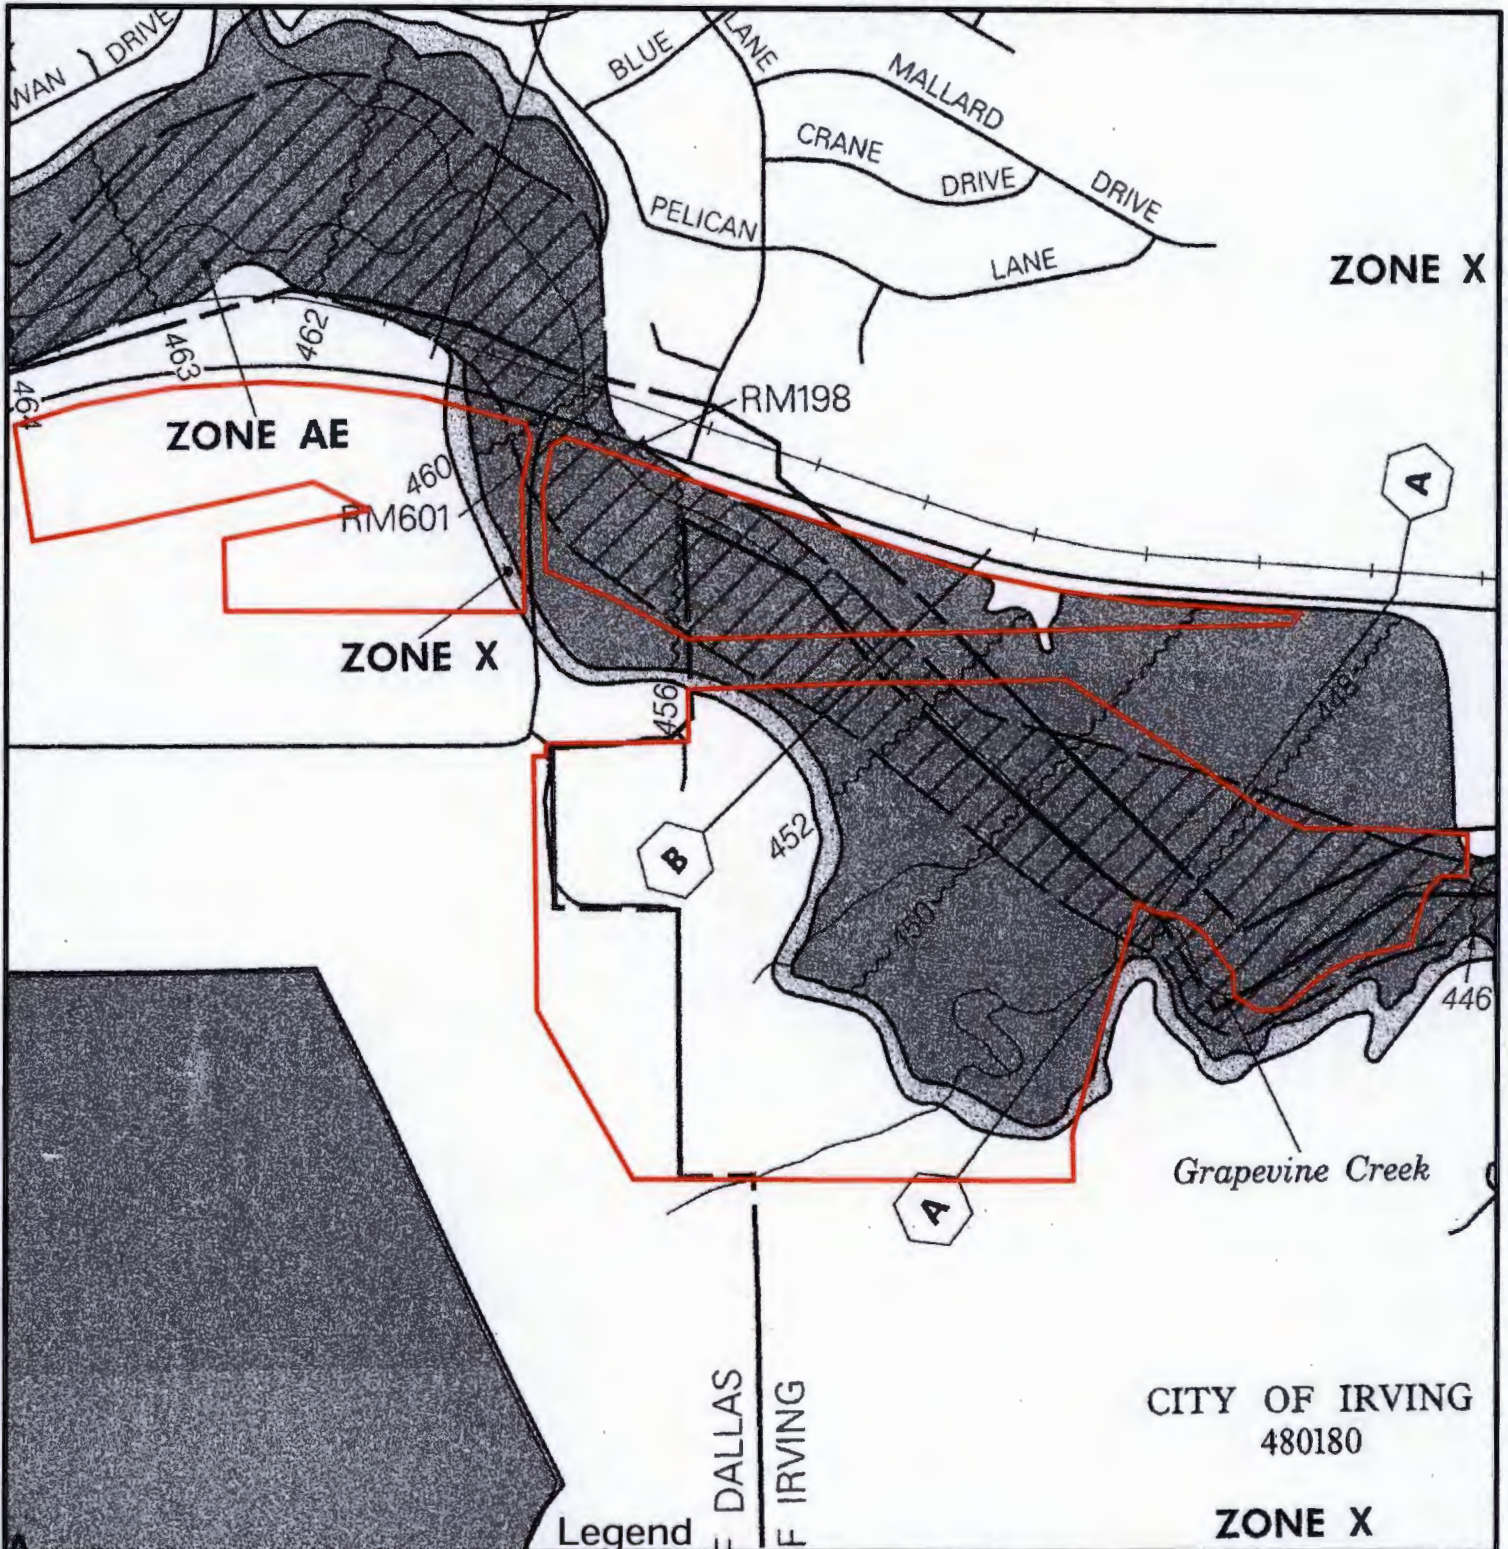 WAN DRIVE
BLUE
LANE
MALLARD
DRIVE
CRANE
DRIVE
PELICAN
LANE
ZONE X
464
463
462
ZONE AE
RM198
460
RM601
A
ZONE X
456
448
B
452
450
446
Grapevine Creek
A
DALLAS
IRVING
CITY OF IRVING
480180
ZONE X
Legend